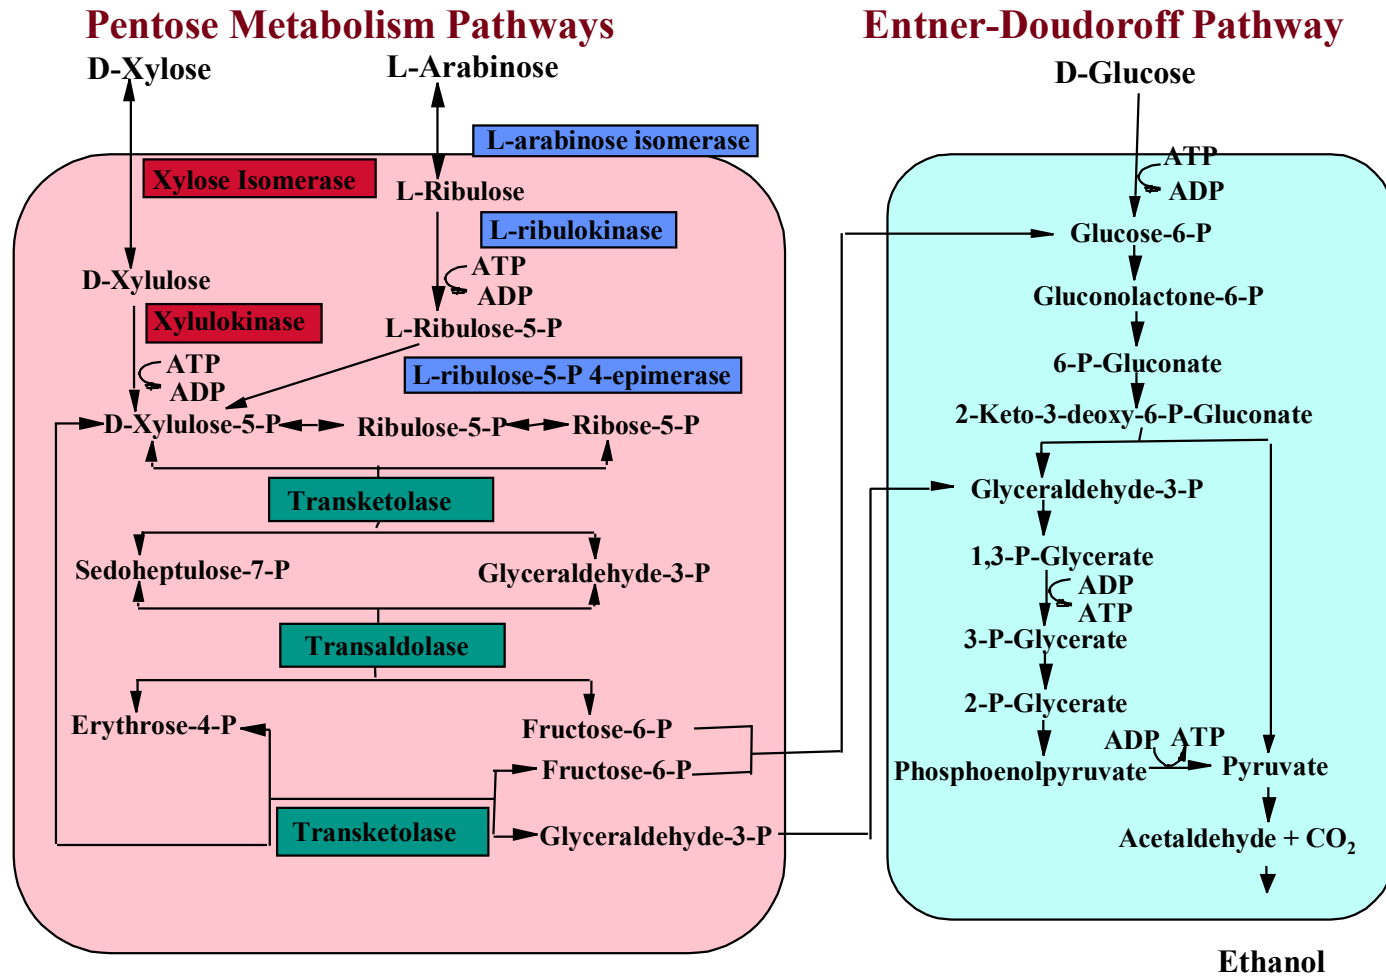 Pentose Metabolism Pathways
D-Xylose
L-Arabinose
L-arabinose isomerase
Xylose Isomerase
L-Ribulose
L-ribulokinase
D-Xylulose
ATP
ADP
Xylulokinase
L-Ribulose-5-P
ATP
ADP
L-ribulose-5-P 4-epimerase
D-Xylulose-5-P
Ribulose-5-P
Ribose-5-P
Transketolase
Sedoheptulose-7-P
Glyceraldehyde-3-P
Transaldolase
Erythrose-4-P
Fructose-6-P
Fructose-6-P
Transketolase
Glyceraldehyde-3-P
Entner-Doudoroff Pathway
D-Glucose
ATP
ADP
Glucose-6-P
Gluconolactone-6-P
6-P-Gluconate
2-Keto-3-deoxy-6-P-Gluconate
Glyceraldehyde-3-P
1,3-P-Glycerate
ADP
ATP
3-P-Glycerate
2-P-Glycerate
ADP
ATP
Phosphoenolpyruvate
Pyruvate
Acetaldehyde + CO₂
Ethanol